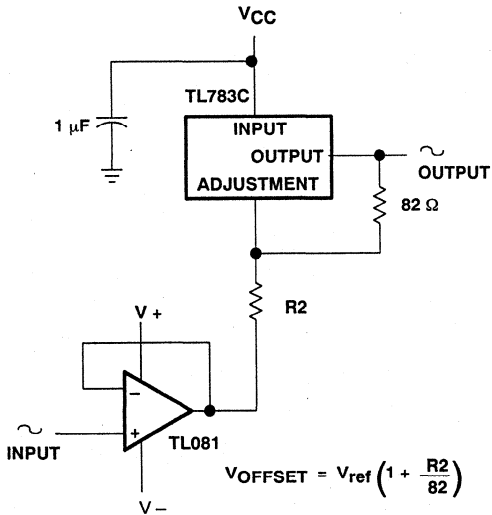 VCC
TL783C
1 µF
INPUT
OUTPUT
ADJUSTMENT
~
OUTPUT
82 Ω
R2
V+
−
+
TL081
~
INPUT
V−
VOFFSET = Vref (1 + R2/82)